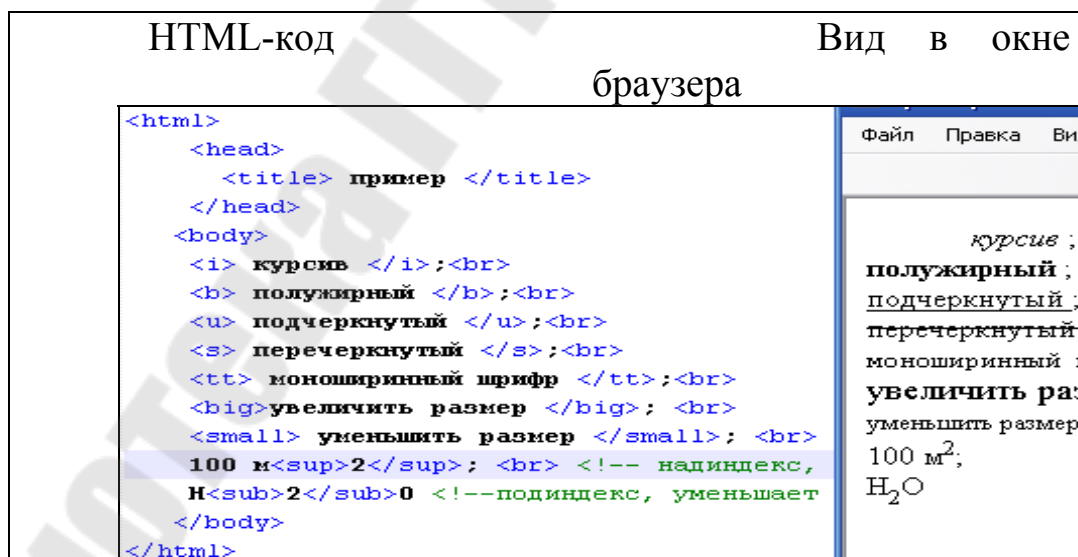 HTML-код Вид в окне
браузера
<html>
<head>
<title> пример </title>
</head>
<body>
<i> курсив </i>;<br>
<b> полужирный </b>;<br>
<u> подчеркнутый </u>;<br>
<s> перечеркнутый </s>;<br>
<tt> моноширинный шрифр </tt>;<br>
<big>увеличить размер </big>; <br>
<small> уменьшить размер </small>; <br>
100 м<sup>2</sup>; <br> <!-- надиндекс,
H<sub>2</sub>0 <!--подиндекс, уменьшает
</body>
</html>
Файл Правка
курсив ;
полужирный ;
подчеркнутый ;
перечеркнутый
моноширинный
увеличить
уменьшить размер
100 м2;
H2O